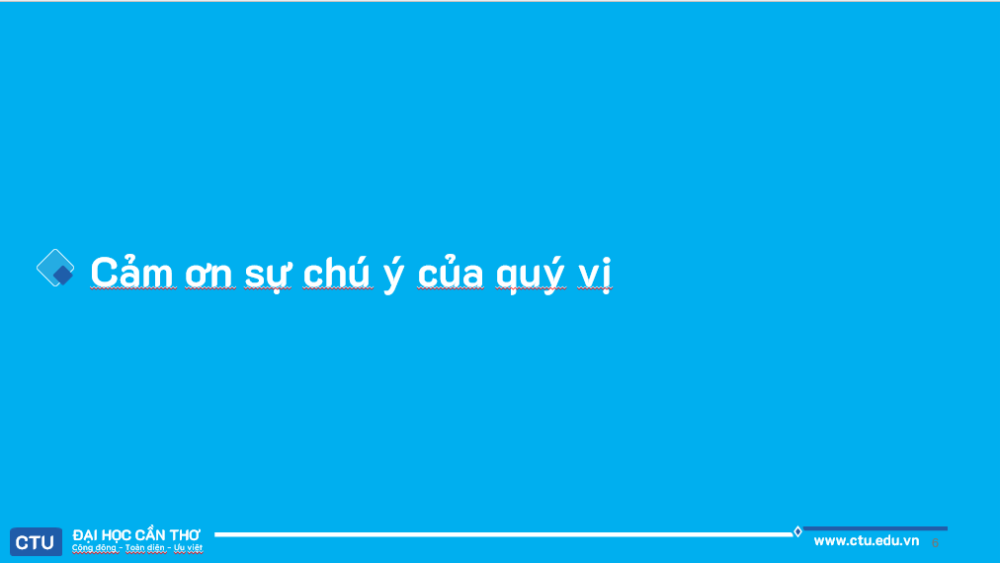 Cảm ơn sự chú ý của quý vị
CTU
ĐẠI HỌC CẦN THƠ
Cộng đồng - Toàn diện - Ưu việt
www.ctu.edu.vn
6